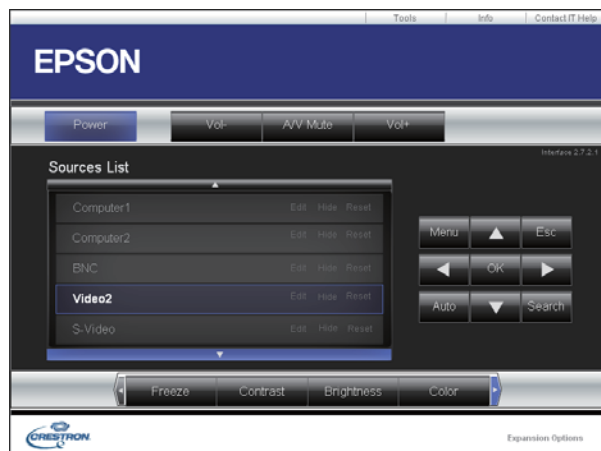 Tools Info Contact IT Help
EPSON
Power Vol- A/V Mute Vol+
Interface 2.7.2.1
Sources List
Computer1 Edit Hide Reset
Computer2 Edit Hide Reset
BNC Edit Hide Reset
Video2 Edit Hide Reset
S-Video Edit Hide Reset
Menu Esc
OK
Auto Search
Freeze Contrast Brightness Color
CRESTRON Expansion Options